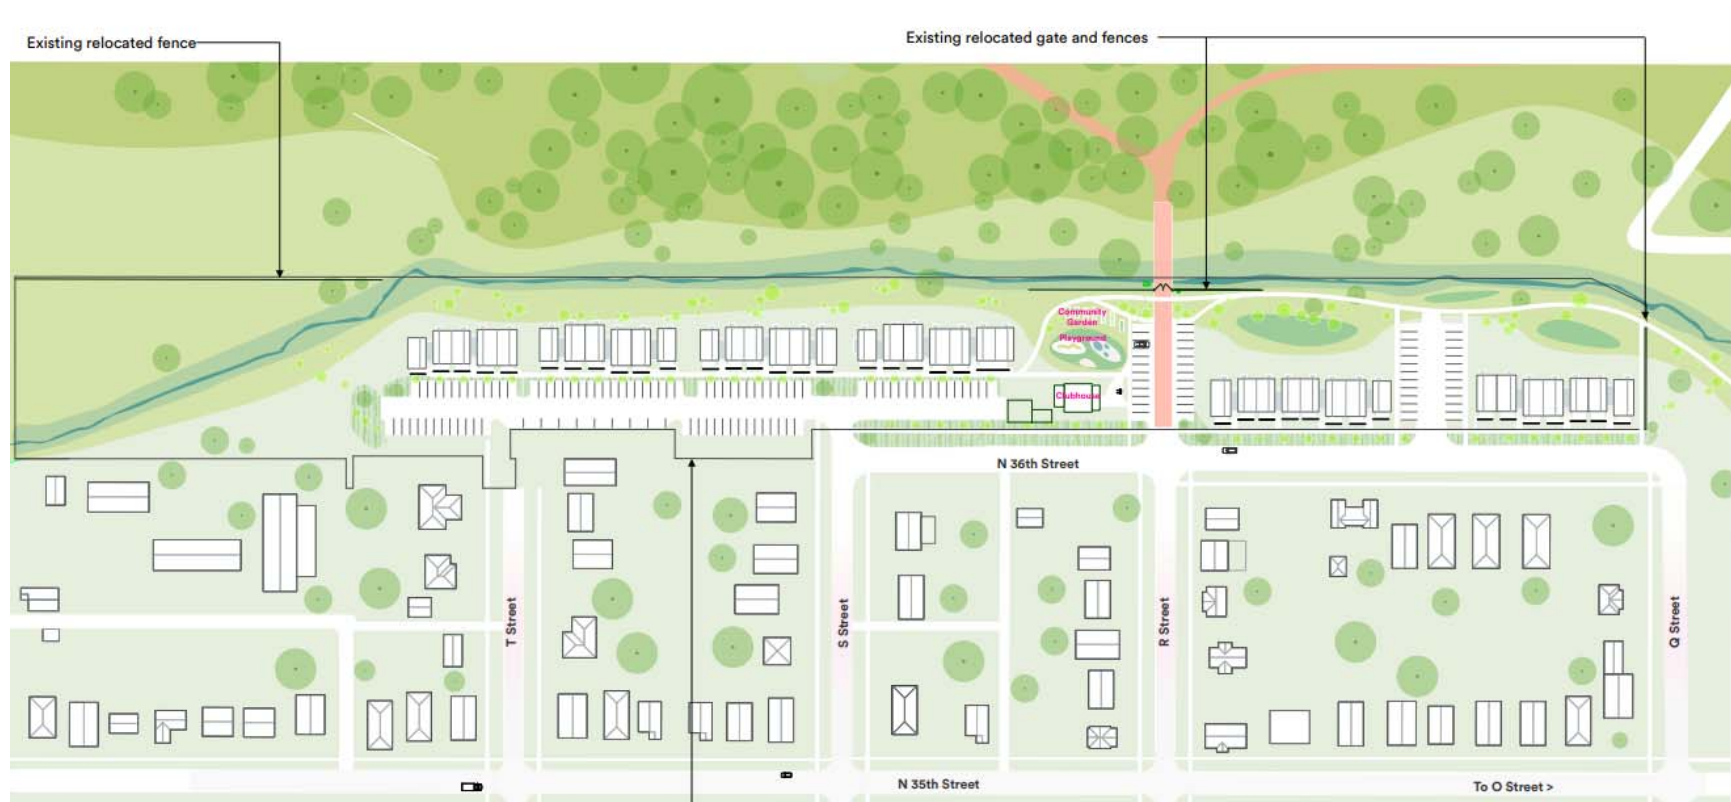 Existing relocated fence
Existing relocated gate and fences
Community
Garden
Playground
Clubhouse
N 36th Street
T Street
S Street
R Street
Q Street
N 35th Street
To O Street >